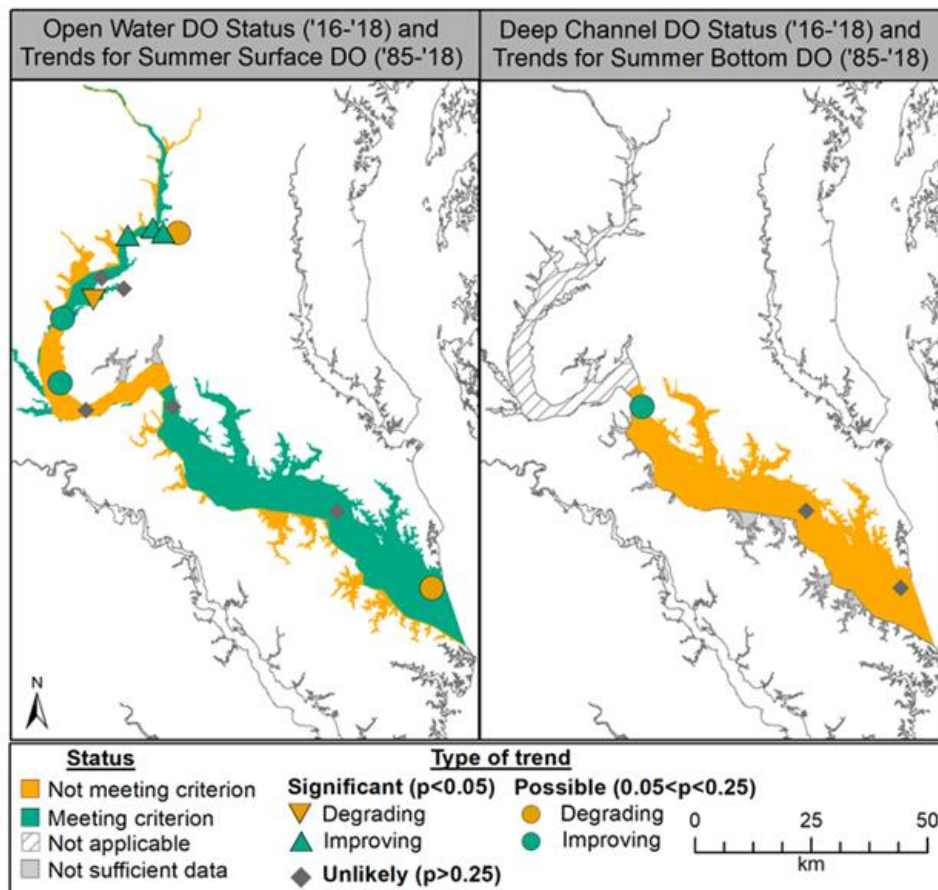 Open Water DO Status ('16-'18) and
Trends for Summer Surface DO ('85-'18)
Deep Channel DO Status ('16-'18) and
Trends for Summer Bottom DO ('85-'18)
N
Status
Not meeting criterion
Meeting criterion
Not applicable
Not sufficient data
Type of trend
Significant (p<0.05)
Degrading
Improving
Unlikely (p>0.25)
Possible (0.05<p<0.25)
Degrading
Improving
0 25 50
km